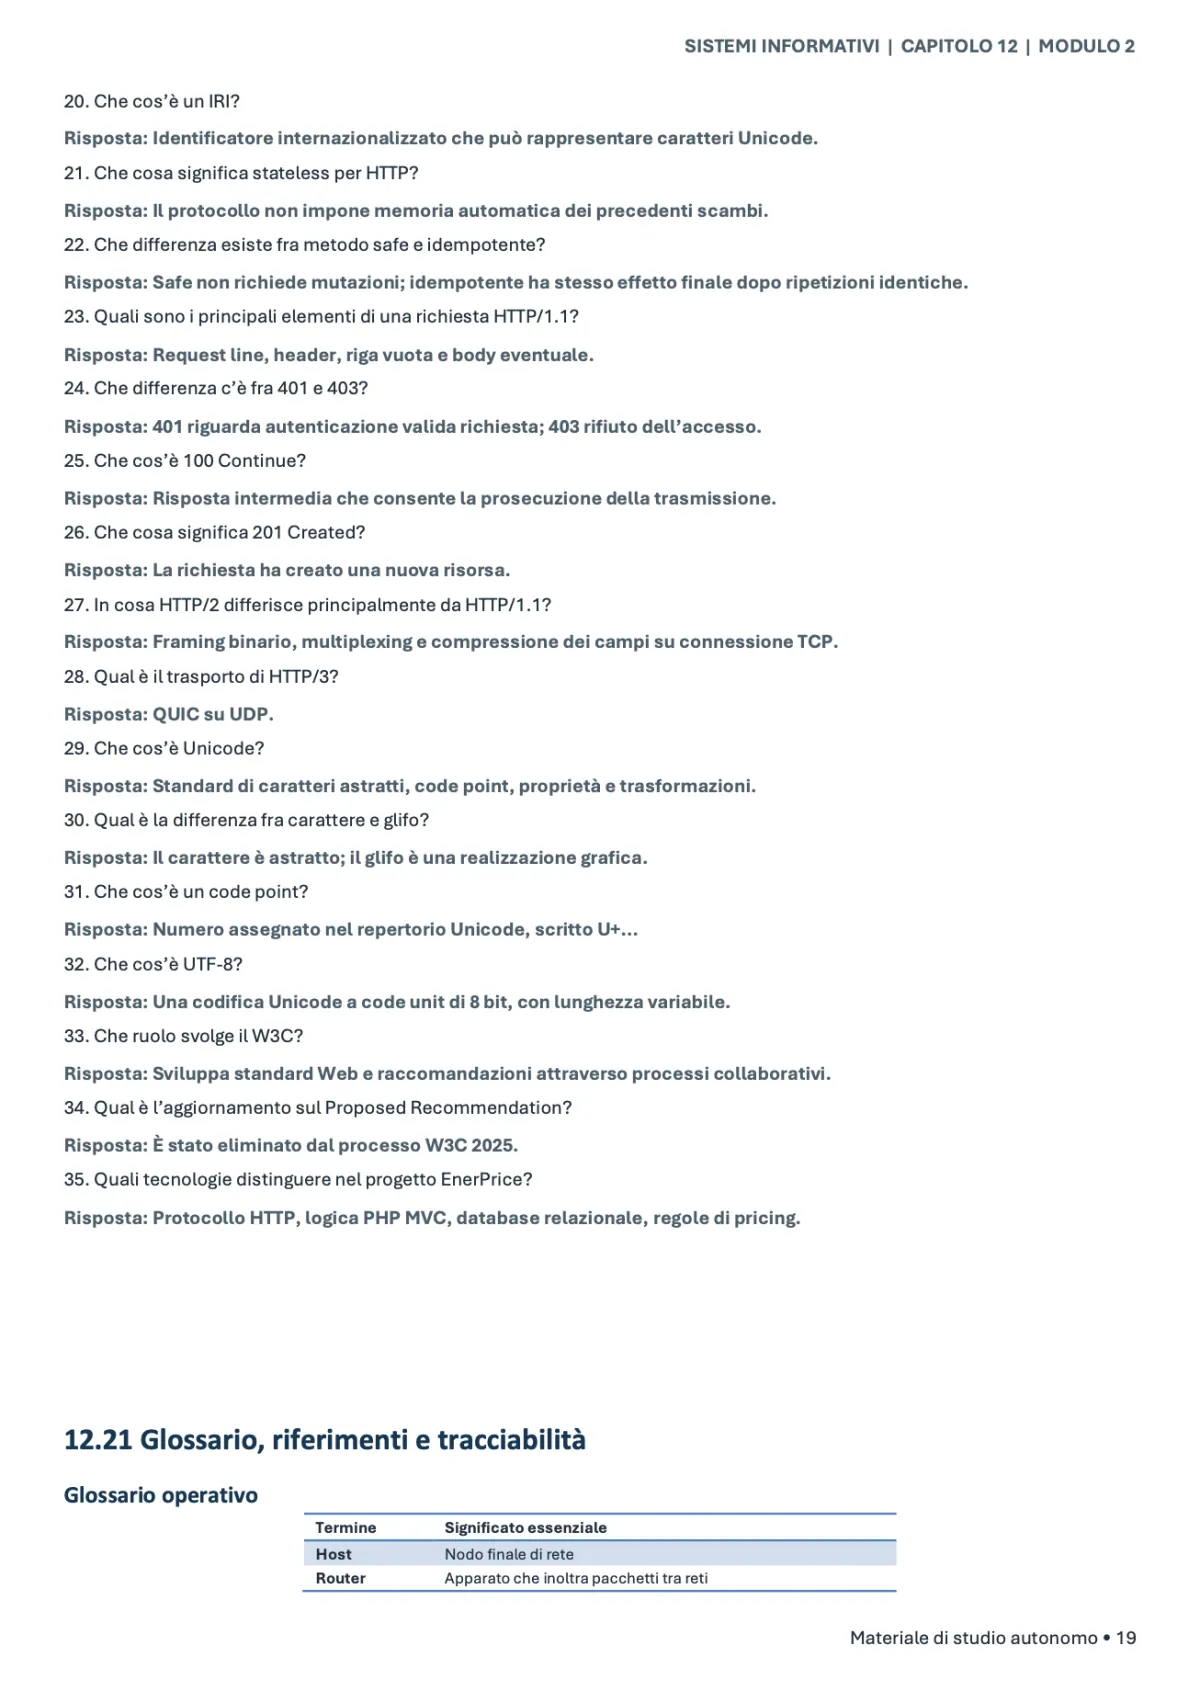 SISTEMI INFORMATIVI | CAPITOLO 12 | MODULO 2
20. Che cos’è un IRI?
Risposta: Identificatore internazionalizzato che può rappresentare caratteri Unicode.
21. Che cosa significa stateless per HTTP?
Risposta: Il protocollo non impone memoria automatica dei precedenti scambi.
22. Che differenza esiste fra metodo safe e idempotente?
Risposta: Safe non richiede mutazioni; idempotente ha stesso effetto finale dopo ripetizioni identiche.
23. Quali sono i principali elementi di una richiesta HTTP/1.1?
Risposta: Request line, header, riga vuota e body eventuale.
24. Che differenza c’è fra 401 e 403?
Risposta: 401 riguarda autenticazione valida richiesta; 403 rifiuto dell’accesso.
25. Che cos’è 100 Continue?
Risposta: Risposta intermedia che consente la prosecuzione della trasmissione.
26. Che cosa significa 201 Created?
Risposta: La richiesta ha creato una nuova risorsa.
27. In cosa HTTP/2 differisce principalmente da HTTP/1.1?
Risposta: Framing binario, multiplexing e compressione dei campi su connessione TCP.
28. Qual è il trasporto di HTTP/3?
Risposta: QUIC su UDP.
29. Che cos’è Unicode?
Risposta: Standard di caratteri astratti, code point, proprietà e trasformazioni.
30. Qual è la differenza fra carattere e glifo?
Risposta: Il carattere è astratto; il glifo è una realizzazione grafica.
31. Che cos’è un code point?
Risposta: Numero assegnato nel repertorio Unicode, scritto U+...
32. Che cos’è UTF-8?
Risposta: Una codifica Unicode a code unit di 8 bit, con lunghezza variabile.
33. Che ruolo svolge il W3C?
Risposta: Sviluppa standard Web e raccomandazioni attraverso processi collaborativi.
34. Qual è l’aggiornamento sul Proposed Recommendation?
Risposta: È stato eliminato dal processo W3C 2025.
35. Quali tecnologie distinguere nel progetto EnerPrice?
Risposta: Protocollo HTTP, logica PHP MVC, database relazionale, regole di pricing.
12.21 Glossario, riferimenti e tracciabilità
Glossario operativo
Termine Significato essenziale
Host Nodo finale di rete
Router Apparato che inoltra pacchetti tra reti
Materiale di studio autonomo • 19